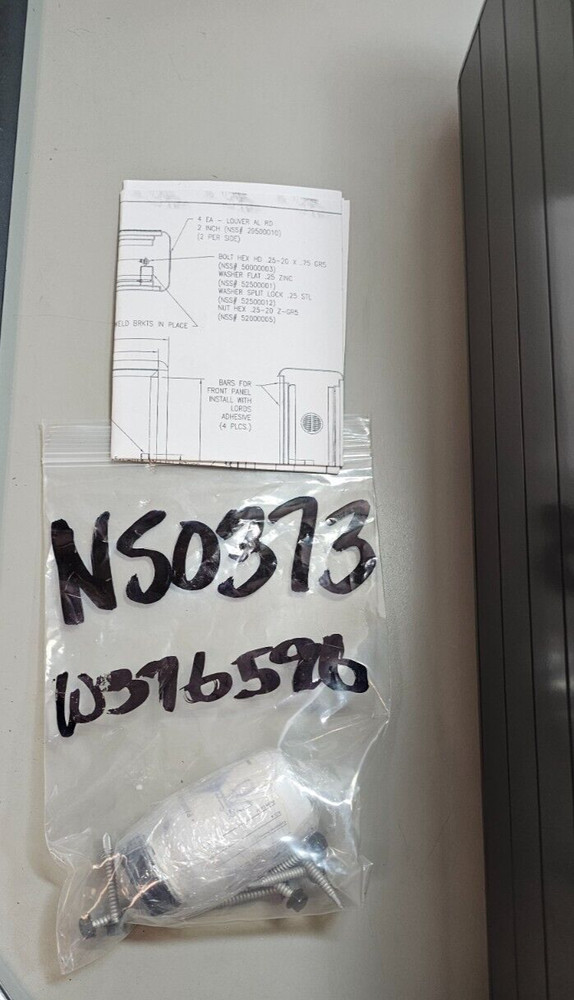 4 EA - LOUVER AL RD
2 INCH (NSS# 20500010)
(2 PER SIDE)
BOLT HEX HD .25-20 X .75 GR5
(NSS# 50000003)
WASHER FLAT .25 ZINC
(NSS# 52500001)
WASHER SPLIT LOCK .25 STL
(NSS# 52500012)
NUT HEX .25-20 Z-GR5
(NSS# 52000005)
WELD BRKTS IN PLACE
BARS FOR
FRONT PANEL
INSTALL WITH
LORDS
ADHESIVE
(4 PLCS.)
NS0373